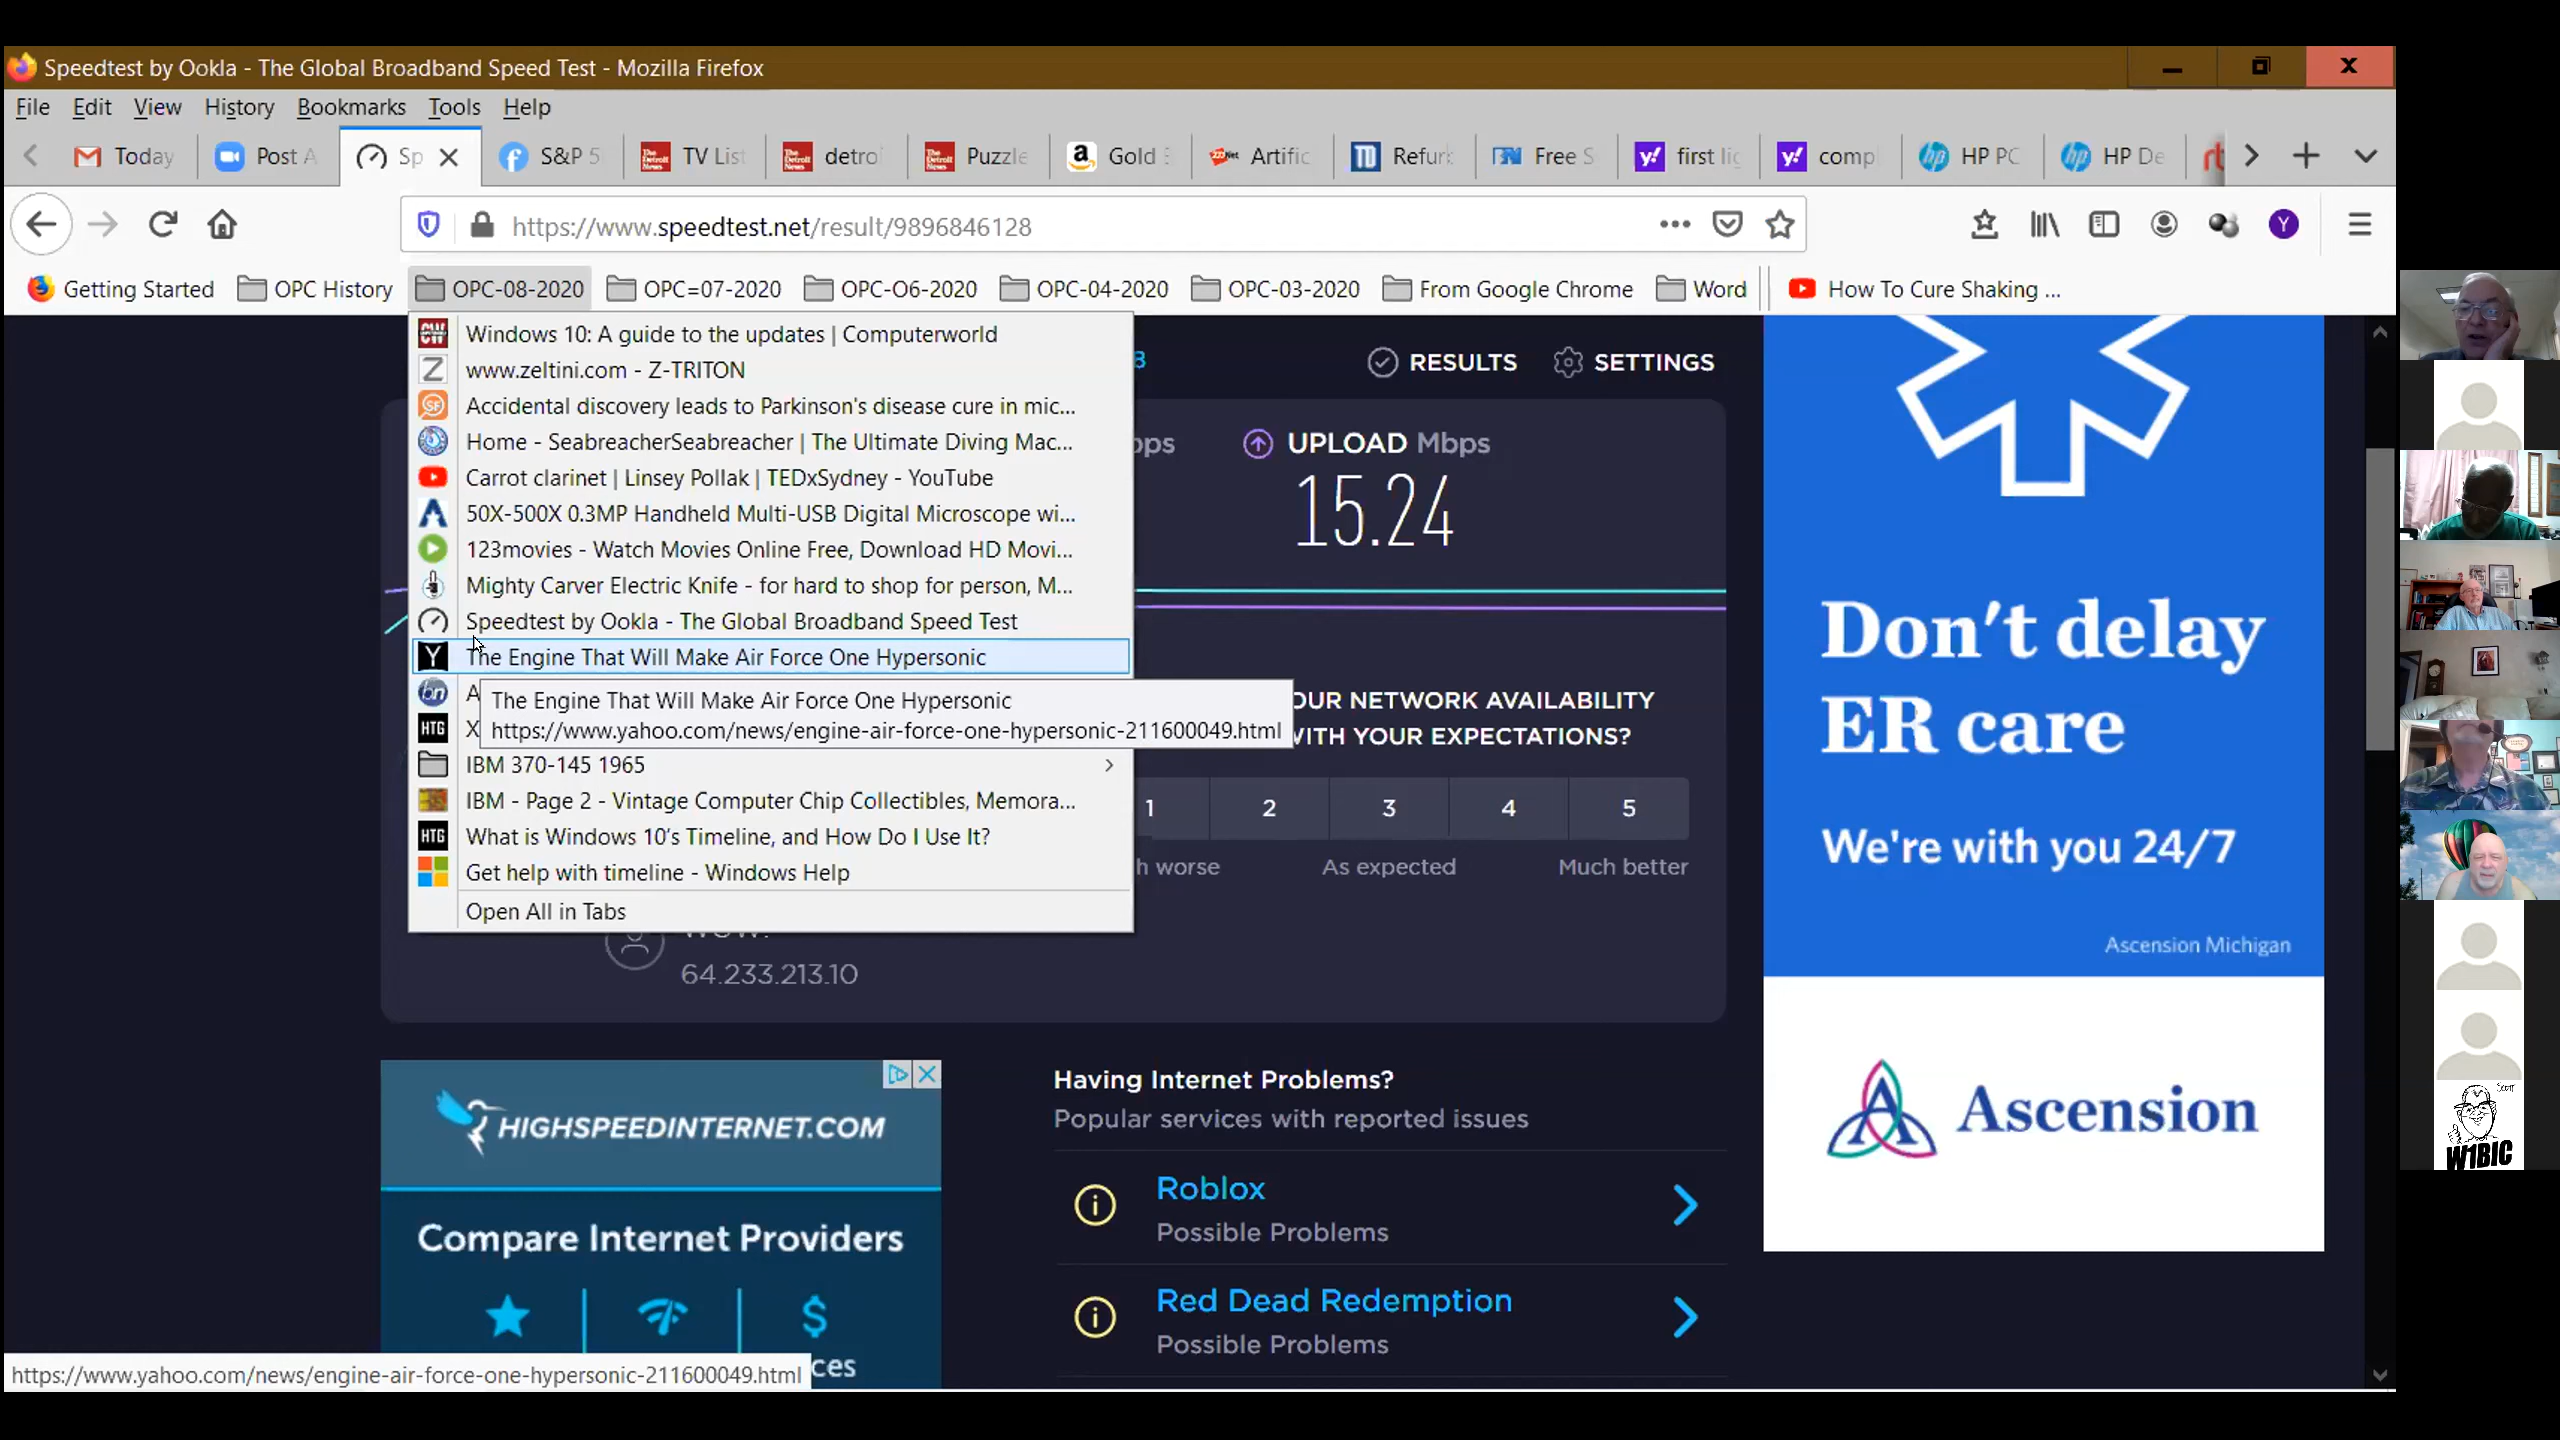 Speedtest by Ookla - The Global Broadband Speed Test - Mozilla Firefox
File Edit View History Bookmarks Tools Help
Today Post A Sp S&P 5 TV List detro Puzzle Gold Artific Refurk Free S first lig comp HP PC HP De
https://www.speedtest.net/result/9896846128
Y
Getting Started OPC History OPC-08-2020 OPC=07-2020 OPC-O6-2020 OPC-04-2020 OPC-03-2020 From Google Chrome Word How To Cure Shaking ...
Windows 10: A guide to the updates | Computerworld
www.zeltini.com - Z-TRITON
Accidental discovery leads to Parkinson's disease cure in mic...
Home - SeabreacherSeabreacher | The Ultimate Diving Mac...
Carrot clarinet | Linsey Pollak | TEDxSydney - YouTube
50X-500X 0.3MP Handheld Multi-USB Digital Microscope wi...
123movies - Watch Movies Online Free, Download HD Movi...
Mighty Carver Electric Knife - for hard to shop for person, M...
Speedtest by Ookla - The Global Broadband Speed Test
The Engine That Will Make Air Force One Hypersonic
A
The Engine That Will Make Air Force One Hypersonic
X
https://www.yahoo.com/news/engine-air-force-one-hypersonic-211600049.html
IBM 370-145 1965
IBM - Page 2 - Vintage Computer Chip Collectibles, Memora...
What is Windows 10's Timeline, and How Do I Use It?
Get help with timeline - Windows Help
Open All in Tabs
RESULTS SETTINGS
bps UPLOAD Mbps
15.24
OUR NETWORK AVAILABILITY
WITH YOUR EXPECTATIONS?
1 2 3 4 5
h worse As expected Much better
64.233.213.10
HIGHSPEEDINTERNET.COM
Compare Internet Providers
ces
Having Internet Problems?
Popular services with reported issues
Roblox
Possible Problems
Red Dead Redemption
Possible Problems
Don't delay
ER care
We're with you 24/7
Ascension Michigan
Ascension
https://www.yahoo.com/news/engine-air-force-one-hypersonic-211600049.html
W1BIC